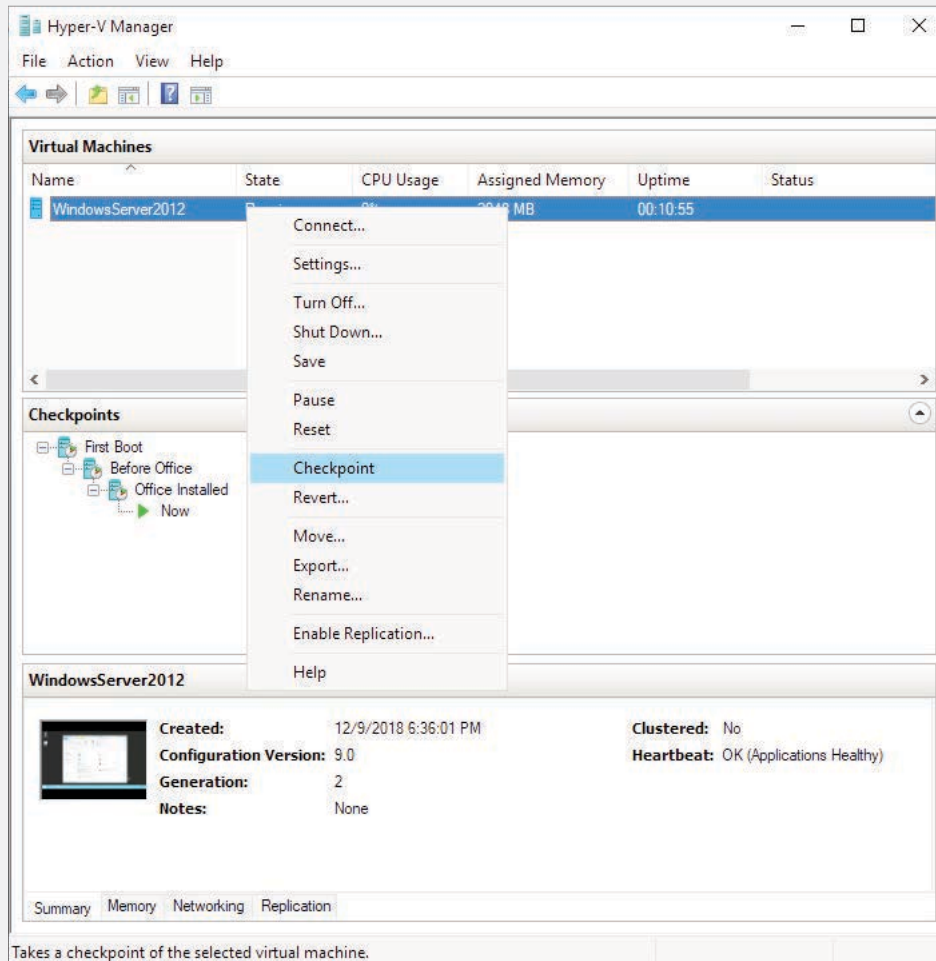 Hyper-V Manager
File Action View Help
Virtual Machines
Name State CPU Usage Assigned Memory Uptime Status
WindowsServer2012 MB 00:10:55
Connect...
Settings...
Turn Off...
Shut Down...
Save
Pause
Reset
Checkpoint
Revert...
Move...
Export...
Rename...
Enable Replication...
Help
Checkpoints
First Boot
Before Office
Office Installed
Now
WindowsServer2012
Created: 12/9/2018 6:36:01 PM Clustered: No
Configuration Version: 9.0 Heartbeat: OK (Applications Healthy)
Generation: 2
Notes: None
Summary Memory Networking Replication
Takes a checkpoint of the selected virtual machine.